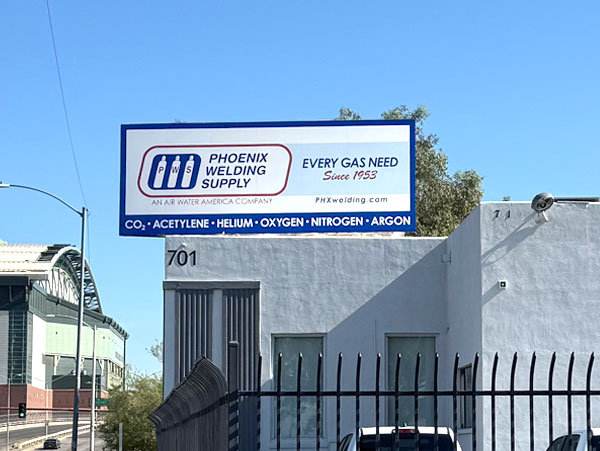 PWS
PHOENIX
WELDING
SUPPLY
AN AIR WATER AMERICA COMPANY
EVERY GAS NEED
Since 1953
PHXwelding.com
CO₂ • ACETYLENE • HELIUM • OXYGEN • NITROGEN • ARGON
701